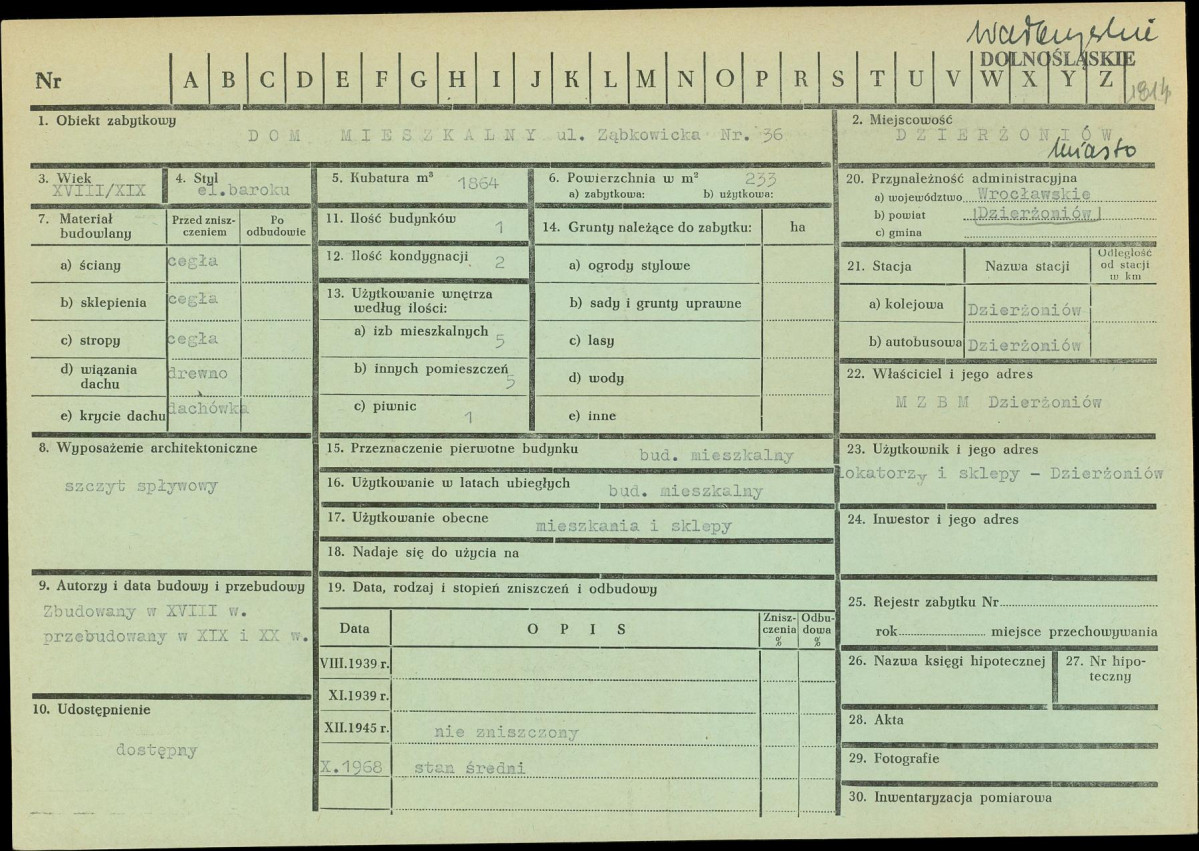 Wałbrzyskie
DOLNOŚLĄSKIE
Nr A B C D E F G H I J K L M N O P R S T U V W X Y Z
1814
1. Obiekt zabytkowy
DOM MIESZKALNY ul. Ząbkowicka Nr. 36
2. Miejscowość
DZIERŻONIÓW
miasto
3. Wiek
XVIII/XIX
4. Styl
el.baroku
5. Kubatura m³ 1864
6. Powierzchnia w m² 233
a) zabytkowa: b) użytkowa:
7. Materiał budowlany
Przed znisz-
czeniem
Po
odbudowie
a) ściany cegła
b) sklepienia cegła
c) stropy cegła
d) wiązania
dachu drewno
e) krycie dachu dachówka
8. Wyposażenie architektoniczne
szczyt spływowy
9. Autorzy i data budowy i przebudowy
Zbudowany w XVIII w.
przebudowany w XIX i XX w.
10. Udostępnienie
dostępny
11. Ilość budynków 1
12. Ilość kondygnacji 2
13. Użytkowanie wnętrza
według ilości:
a) izb mieszkalnych 5
b) innych pomieszczeń 5
c) piwnic 1
14. Grunty należące do zabytku: ha
a) ogrody stylowe
b) sady i grunty uprawne
c) lasy
d) wody
e) inne
15. Przeznaczenie pierwotne budynku bud. mieszkalny
16. Użytkowanie w latach ubiegłych bud. mieszkalny
17. Użytkowanie obecne mieszkania i sklepy
18. Nadaje się do użycia na
19. Data, rodzaj i stopień zniszczeń i odbudowy
Data OPIS
Znisz-
czenia
%
Odbu-
dowa
%
VIII.1939 r.
XI.1939 r.
XII.1945 r. nie zniszczony
X.1968 stan średni
20. Przynależność administracyjna
a) województwo Wrocławskie
b) powiat Dzierżoniów
c) gmina
21. Stacja Nazwa stacji
Odległość
od stacji
w km
a) kolejowa Dzierżoniów
b) autobusowa Dzierżoniów
22. Właściciel i jego adres
M Z B M Dzierżoniów
23. Użytkownik i jego adres
lokatorzy i sklepy - Dzierżoniów
24. Inwestor i jego adres
25. Rejestr zabytku Nr
rok miejsce przechowywania
26. Nazwa księgi hipotecznej
27. Nr hipo-
teczny
28. Akta
29. Fotografie
30. Inwentaryzacja pomiarowa